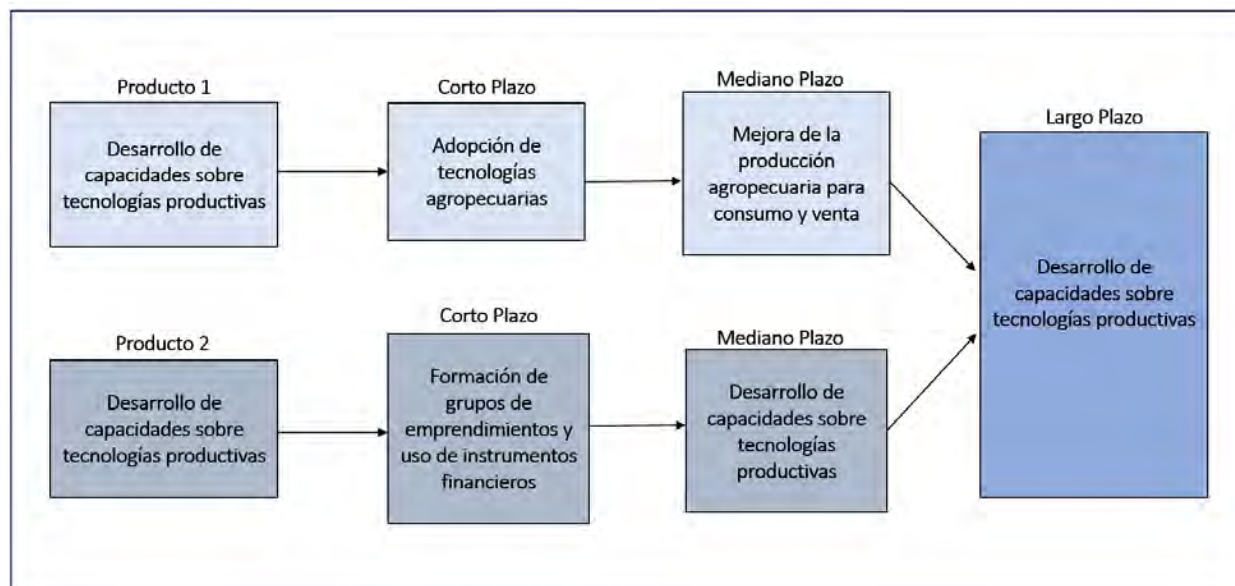 Producto 1
Desarrollo de
capacidades sobre
tecnologías productivas
Corto Plazo
Adopción de
tecnologías
agropecuarias
Mediano Plazo
Mejora de la
producción
agropecuaria para
consumo y venta
Largo Plazo
Desarrollo de
capacidades sobre
tecnologías productivas
Producto 2
Desarrollo de
capacidades sobre
tecnologías productivas
Corto Plazo
Formación de
grupos de
emprendimientos y
uso de instrumentos
financieros
Mediano Plazo
Desarrollo de
capacidades sobre
tecnologías
productivas